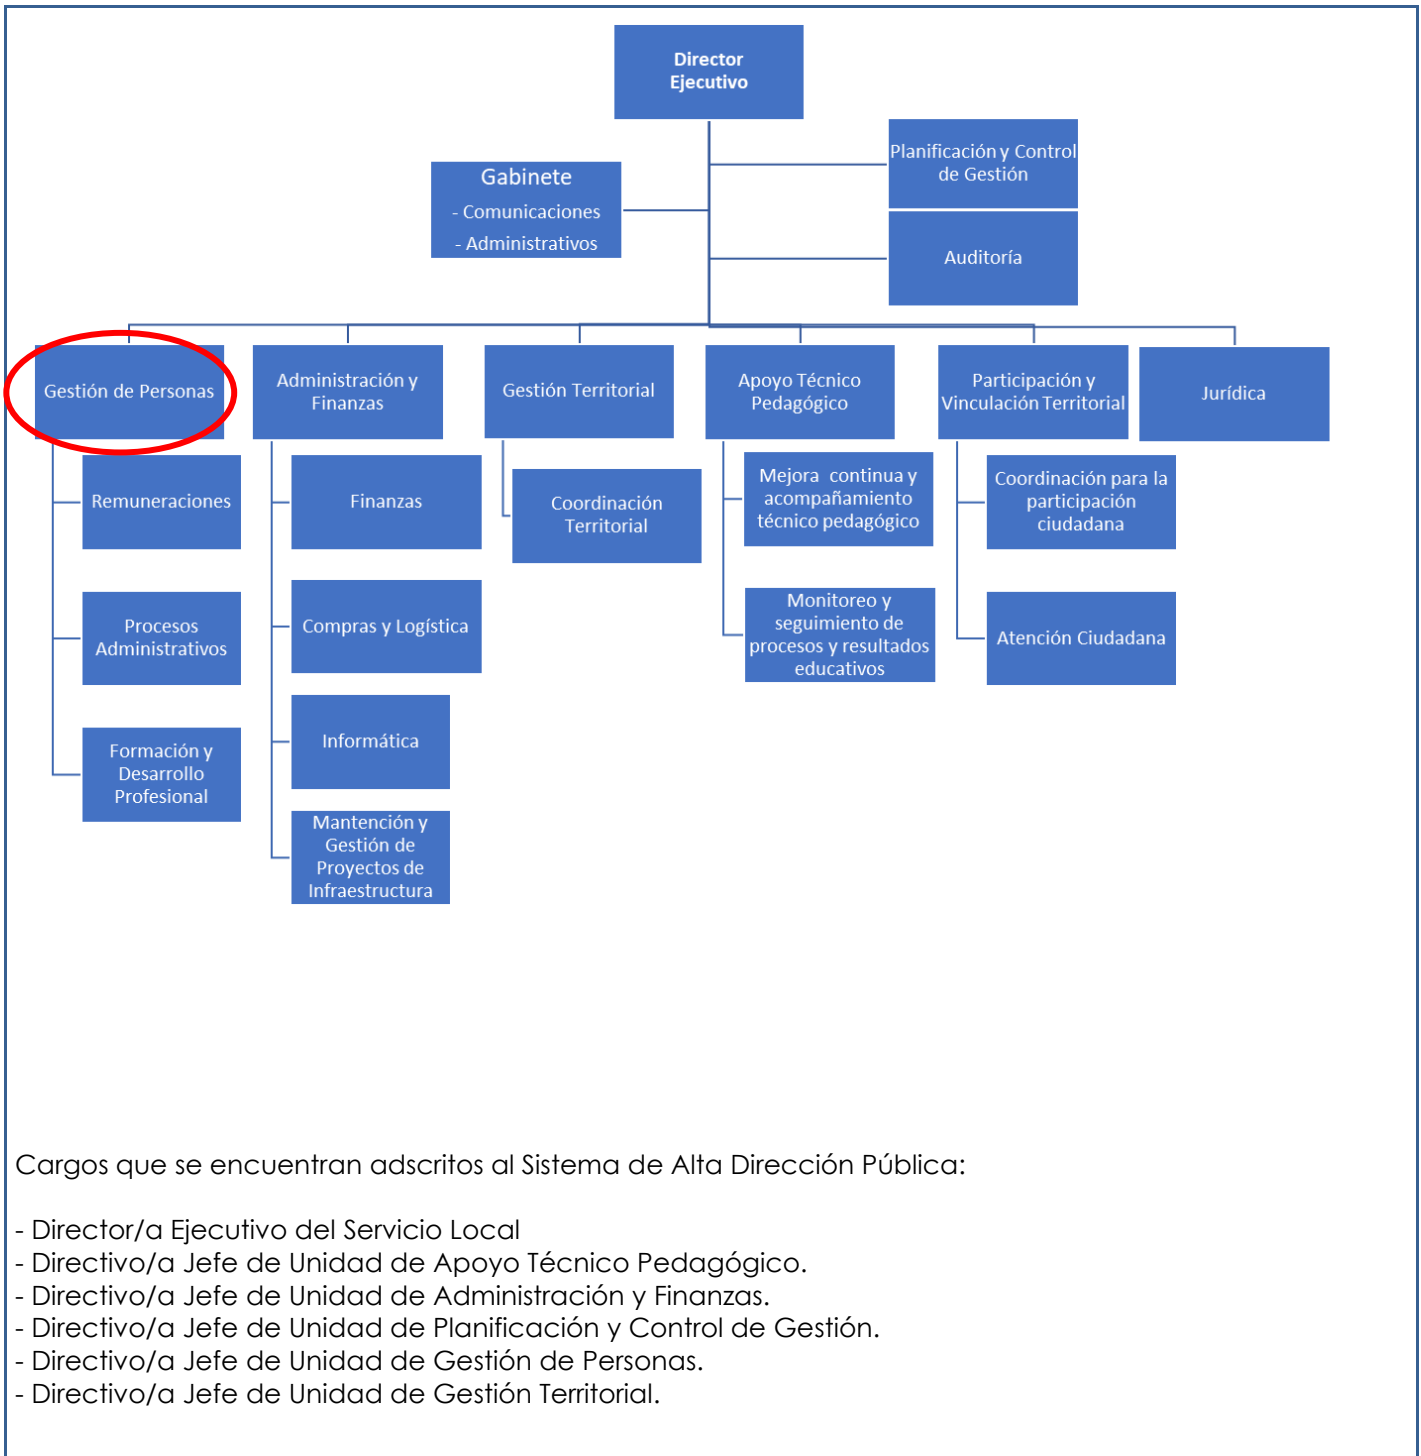 Director
Ejecutivo
Planificación y Control
de Gestión
Gabinete
- Comunicaciones
- Administrativos
Auditoría
Gestión de Personas
Administración y
Finanzas
Gestión Territorial
Apoyo Técnico
Pedagógico
Participación y
Vinculación Territorial
Jurídica
Remuneraciones
Procesos
Administrativos
Formación y
Desarrollo
Profesional
Finanzas
Compras y Logística
Informática
Mantención y
Gestión de
Proyectos de
Infraestructura
Coordinación
Territorial
Mejora continua y
acompañamiento
técnico pedagógico
Monitoreo y
seguimiento de
procesos y resultados
educativos
Coordinación para la
participación
ciudadana
Atención Ciudadana
Cargos que se encuentran adscritos al Sistema de Alta Dirección Pública:
- Director/a Ejecutivo del Servicio Local
- Directivo/a Jefe de Unidad de Apoyo Técnico Pedagógico.
- Directivo/a Jefe de Unidad de Administración y Finanzas.
- Directivo/a Jefe de Unidad de Planificación y Control de Gestión.
- Directivo/a Jefe de Unidad de Gestión de Personas.
- Directivo/a Jefe de Unidad de Gestión Territorial.